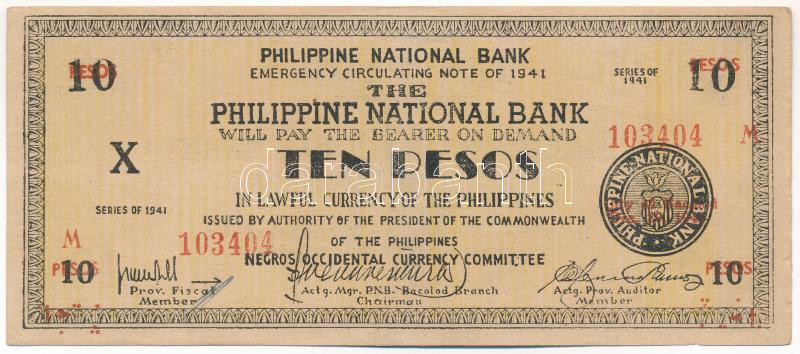 PHILIPPINE NATIONAL BANK
EMERGENCY CIRCULATING NOTE OF 1941
10 PESOS
SERIES OF 1941
10 PESOS
THE
PHILIPPINE NATIONAL BANK
WILL PAY THE BEARER ON DEMAND
103404 M
X
TEN PESOS
darabanth
IN LAWFUL CURRENCY OF THE PHILIPPINES
PHILIPPINE NATIONAL BANK
SERIES OF 1941
ISSUED BY AUTHORITY OF THE PRESIDENT OF THE COMMONWEALTH
M 103404
OF THE PHILIPPINES
NEGROS OCCIDENTAL CURRENCY COMMITTEE
PESOS 10
PESOS 10
Prov. Fiscal
Member
Actg. Mgr. P.N.B. Bacolod Branch
Chairman
Actg. Prov. Auditor
Member